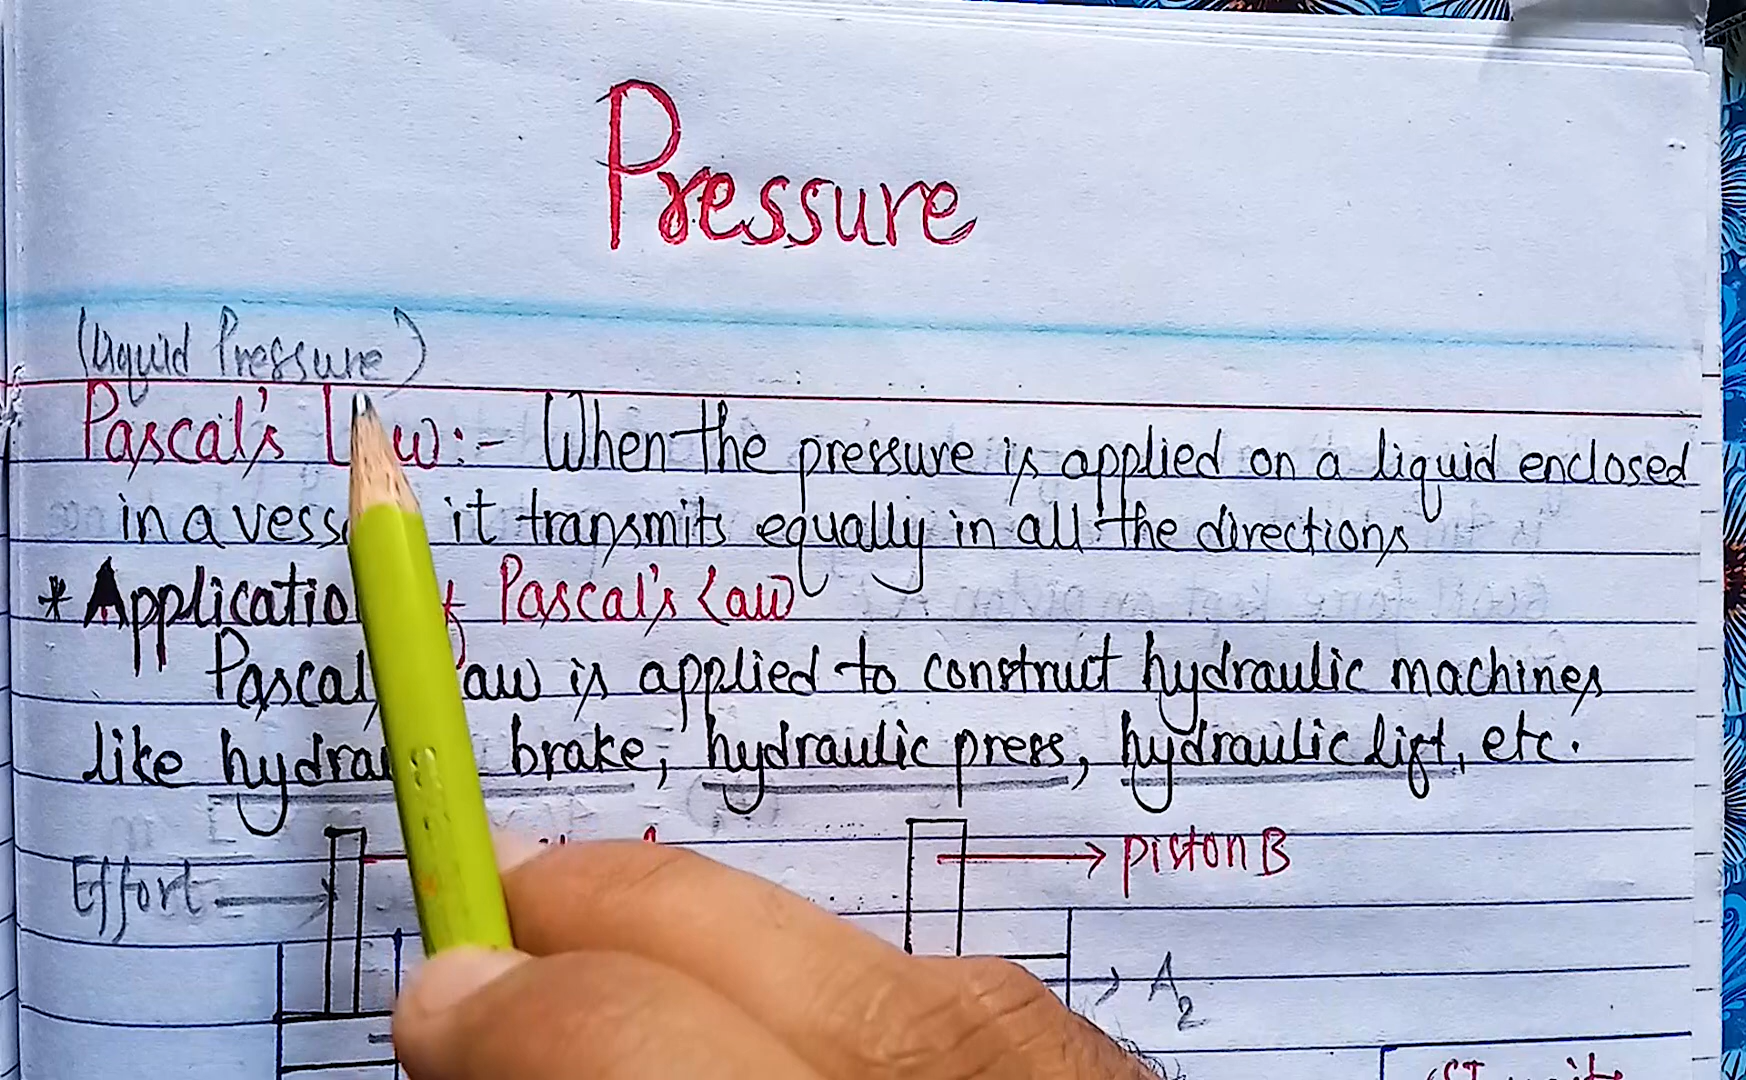 Pressure
(Liquid Pressure)
Pascal's Law:- When the pressure is applied on a liquid enclosed
in a vess it transmits equally in all the directions
* Applicatio f Pascal's Law
Pascal aw is applied to construct hydraulic machines
like hydrau brake, hydraulic press, hydraulic lift, etc.
Effort
piston B
A2